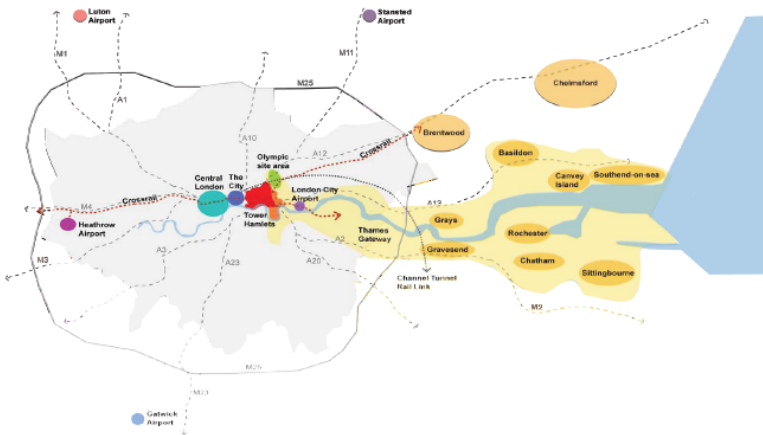 Luton
Airport
Stansted
Airport
M1
M11
A1
M25
Chelmsford
A10
A12
Brentwood
Crossrail
Olympic
site area
Basildon
Central
London
The
City
Canvey
Island
Southend-on-sea
Crossrail
London City
Airport
M4
A13
Heathrow
Airport
Tower
Hamlets
Thames
Gateway
Grays
Rochester
A3
A2
Gravesend
M3
A23
A20
Chatham
Channel Tunnel
Rail Link
Sittingbourne
M2
M25
M23
Gatwick
Airport